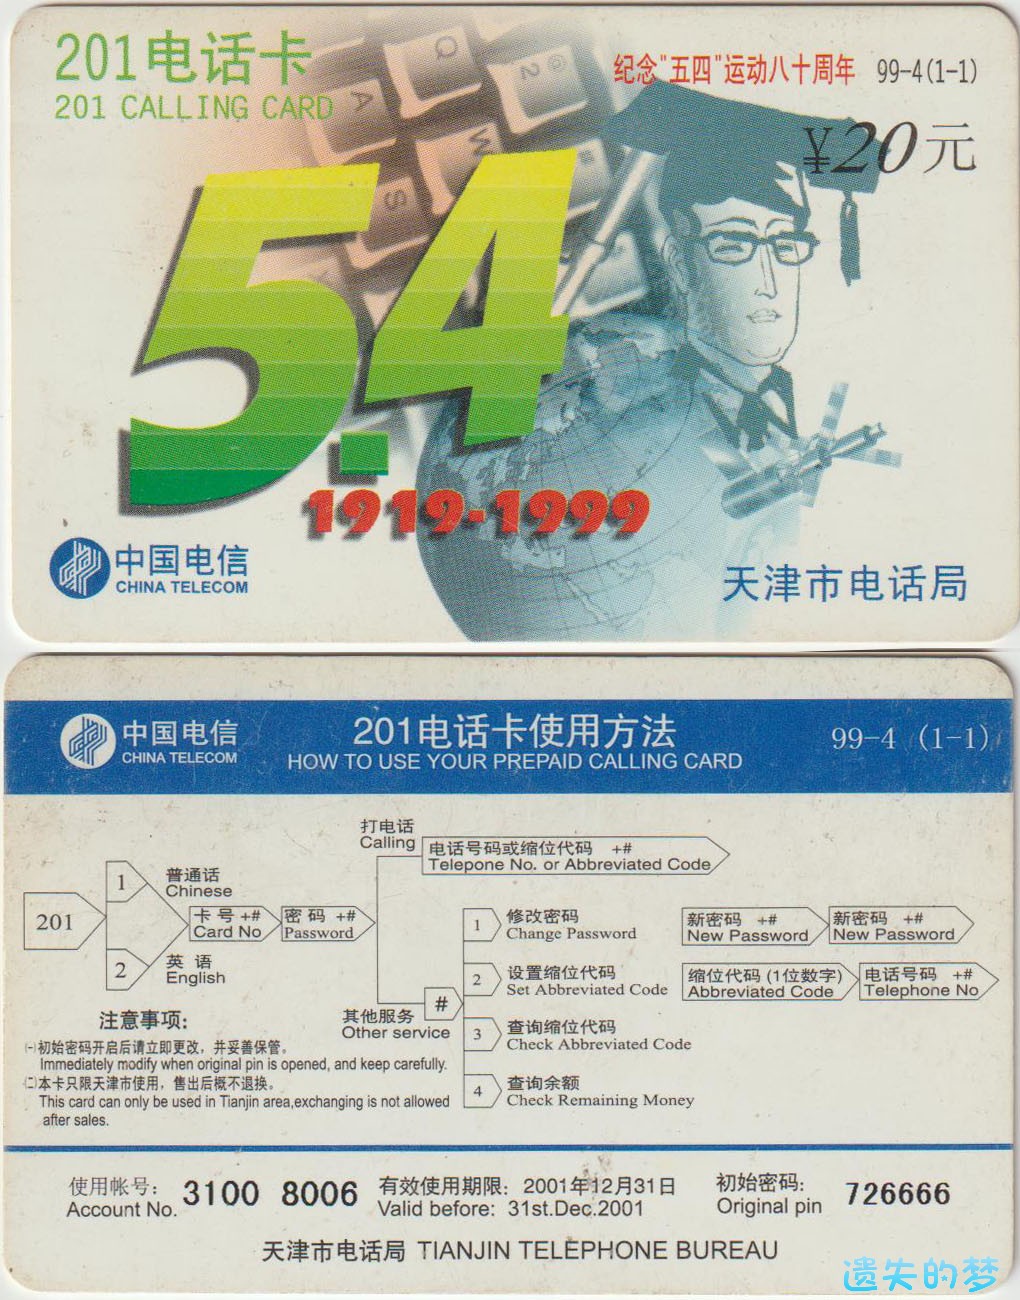 201电话卡
201 CALLING CARD
纪念"五四"运动八十周年 99-4(1-1)
¥20元
Q
@
2
A
W
S
5.4
1919-1999
中国电信
CHINA TELECOM
天津市电话局
中国电信
CHINA TELECOM
201电话卡使用方法
HOW TO USE YOUR PREPAID CALLING CARD
99-4 (1-1)
201
1
普通话
Chinese
2
英 语
English
卡 号 +#
Card No
密 码 +#
Password
打电话
Calling
电话号码或缩位代码 +#
Telepone No. or Abbreviated Code
其他服务
Other service
#
1
修改密码
Change Password
新密码 +#
New Password
新密码 +#
New Password
2
设置缩位代码
Set Abbreviated Code
缩位代码 (1位数字)
Abbreviated Code
电话号码 +#
Telephone No
3
查询缩位代码
Check Abbreviated Code
4
查询余额
Check Remaining Money
注意事项:
㈠初始密码开启后请立即更改，并妥善保管。
Immediately modify when original pin is opened, and keep carefully.
㈡本卡只限天津市使用，售出后概不退换。
This card can only be used in Tianjin area,exchanging is not allowed
after sales.
使用帐号:
Account No.
3100 8006
有效使用期限: 2001年12月31日
Valid before: 31st.Dec.2001
初始密码:
Original pin
726666
天津市电话局 TIANJIN TELEPHONE BUREAU
遗失的梦